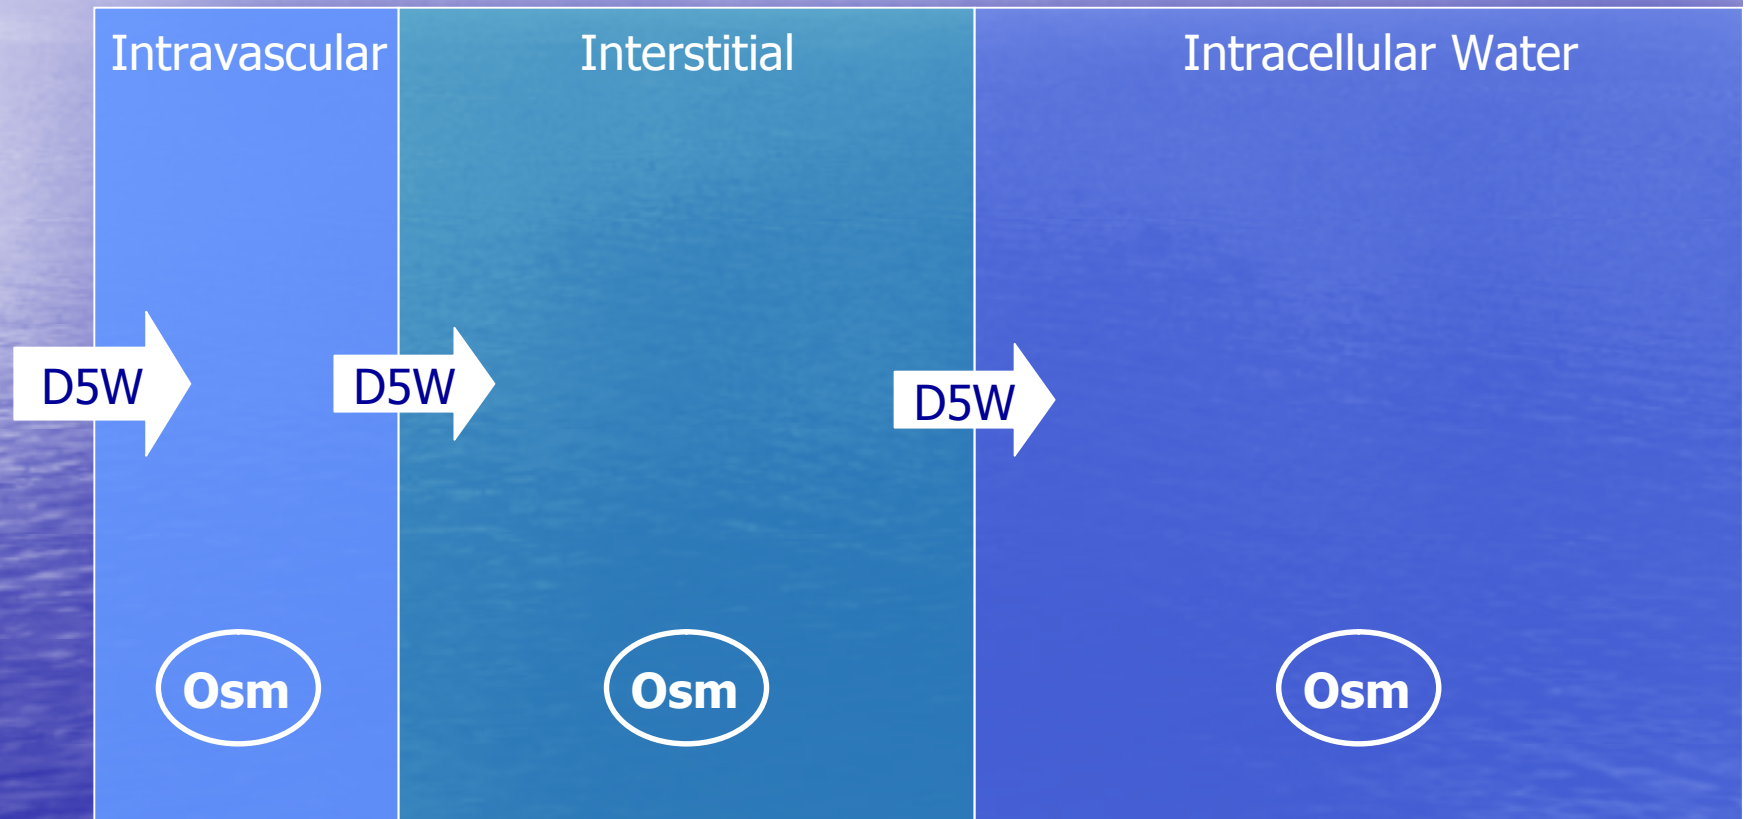 Intravascular
Interstitial
Intracellular Water
D5W
D5W
D5W
Osm
Osm
Osm